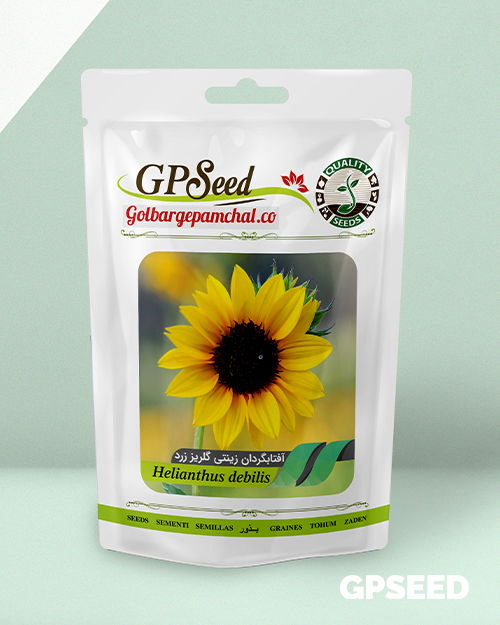 GPSeed
Golbargepamchal.co
QUALITY
SEEDS
آفتابگردان زینتی گلریز زرد
Helianthus debilis
SEEDS SEMENTI SEMILLAS بذور GRAINES TOHUM ZADEN
GPSEED